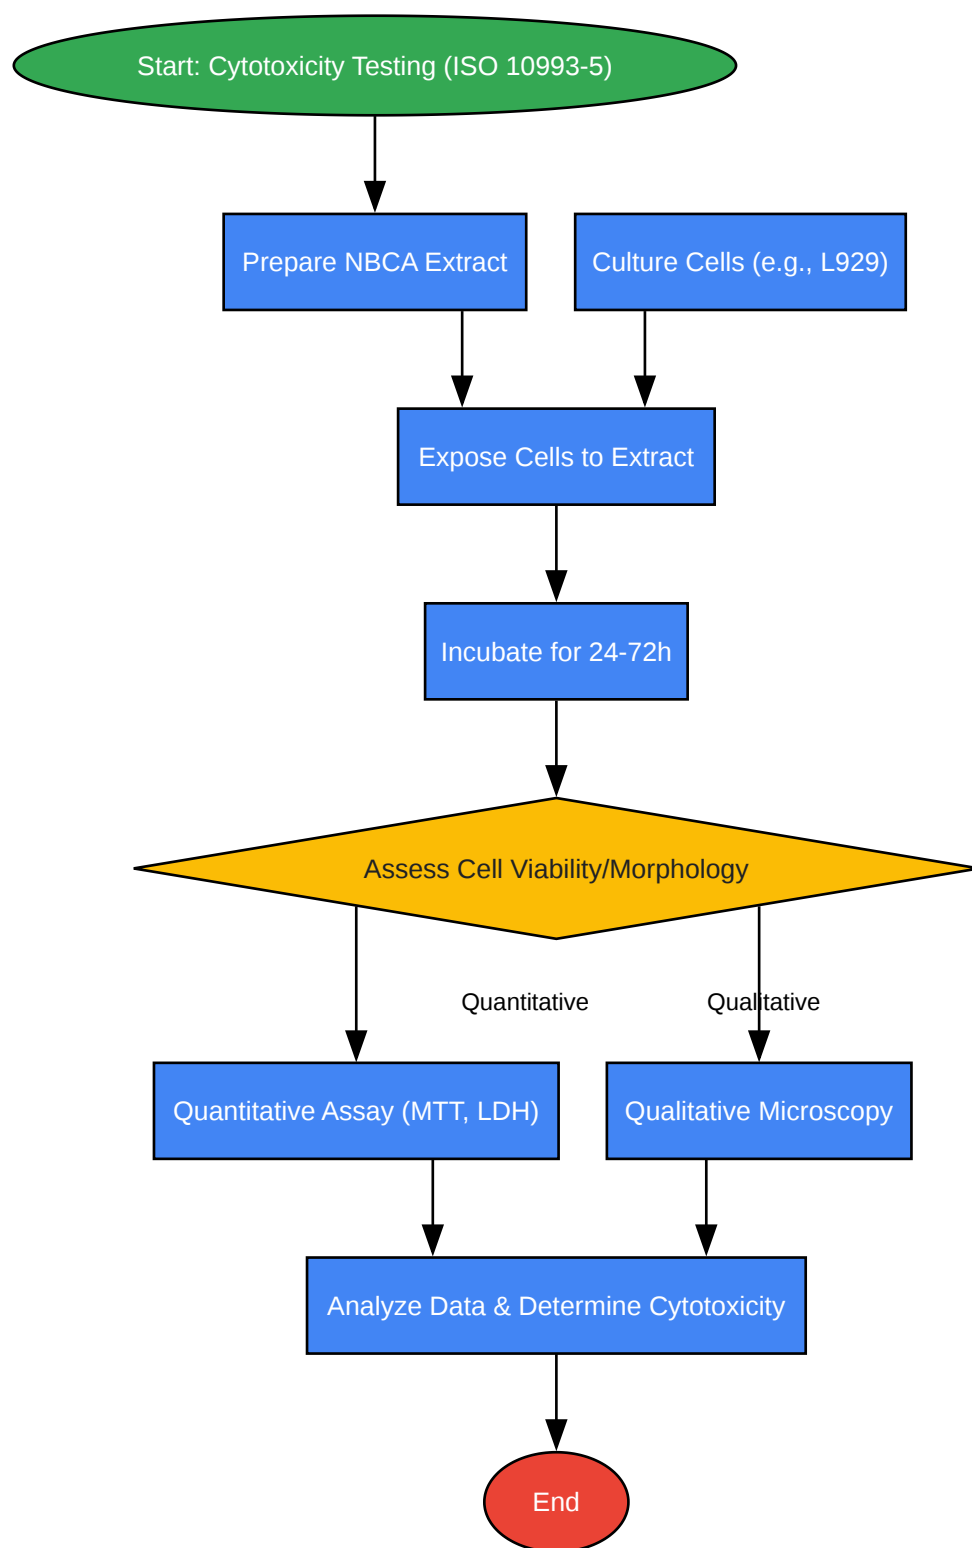 Start: Cytotoxicity Testing (ISO 10993-5)
Prepare NBCA Extract
Culture Cells (e.g., L929)
Expose Cells to Extract
Incubate for 24-72h
Assess Cell Viability/Morphology
Quantitative
Qualitative
Quantitative Assay (MTT, LDH)
Qualitative Microscopy
Analyze Data & Determine Cytotoxicity
End